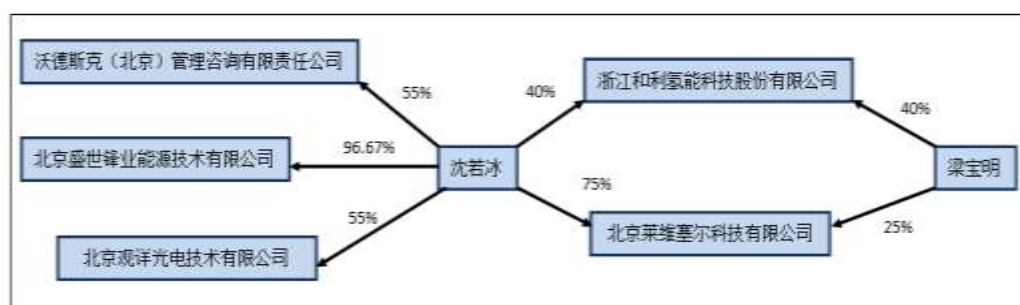 沃德斯克（北京）管理咨询有限责任公司
浙江和利氢能科技股份有限公司
55%
40%
40%
北京盛世锋业能源技术有限公司
96.67%
沈若冰
梁宝明
75%
55%
北京莱维塞尔科技有限公司
25%
北京观详光电技术有限公司